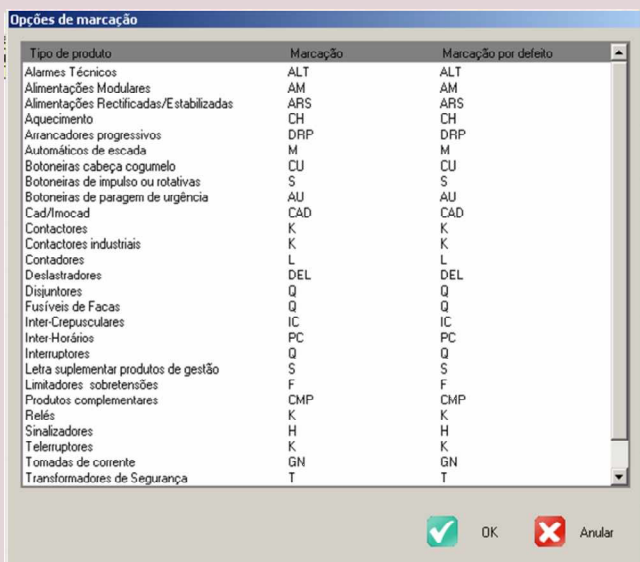 Opções de marcação
Tipo de produto Marcação Marcação por defeito
Alarmes Técnicos ALT ALT
Alimentações Modulares AM AM
Alimentações Rectificadas/Estabilizadas ARS ARS
Aquecimento CH CH
Arrancadores progressivos DRP DRP
Automáticos de escada M M
Botoneiras cabeça cogumelo CU CU
Botoneiras de impulso ou rotativas S S
Botoneiras de paragem de urgência AU AU
Cad/Imocad CAD CAD
Contactores K K
Contactores industriais K K
Contadores L L
Deslastradores DEL DEL
Disjuntores Q Q
Fusíveis de Facas Q Q
Inter-Crepusculares IC IC
Inter-Horários PC PC
Interruptores Q Q
Letra suplementar produtos de gestão S S
Limitadores sobretensões F F
Produtos complementares CMP CMP
Relés K K
Sinalizadores H H
Telerruptores K K
Tomadas de corrente GN GN
Transformadores de Segurança T T
OK Anular